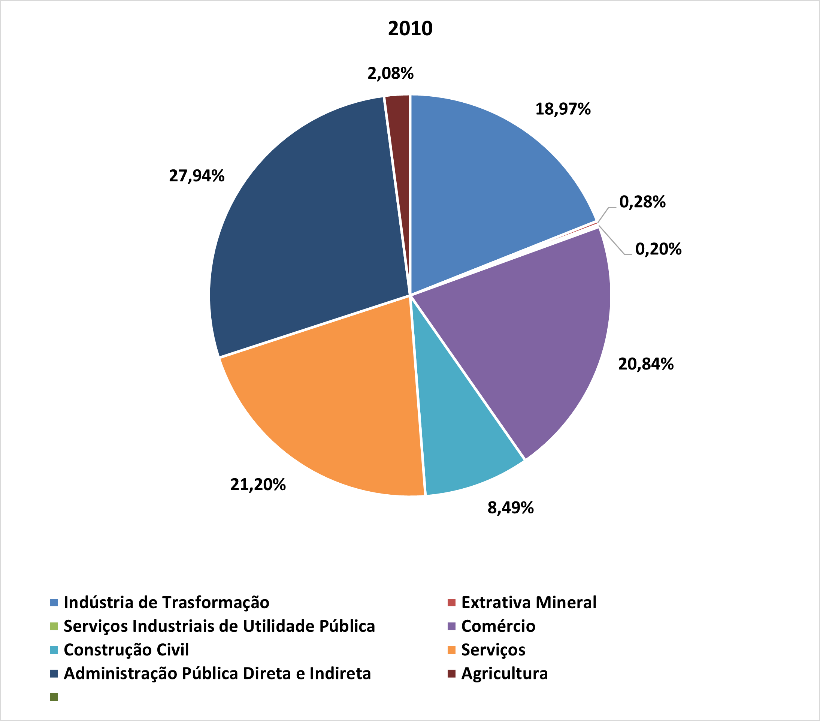 2010
2,08%
18,97%
27,94%
0,28%
0,20%
20,84%
21,20%
8,49%
Indústria de Trasformação
Extrativa Mineral
Serviços Industriais de Utilidade Pública
Comércio
Construção Civil
Serviços
Administração Pública Direta e Indireta
Agricultura